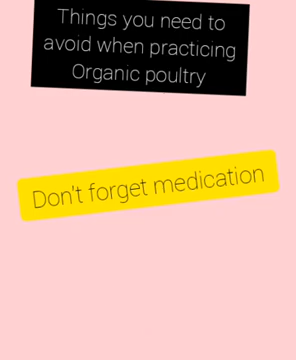 Things you need to
avoid when practicing
Organic poultry
Don't forget medication